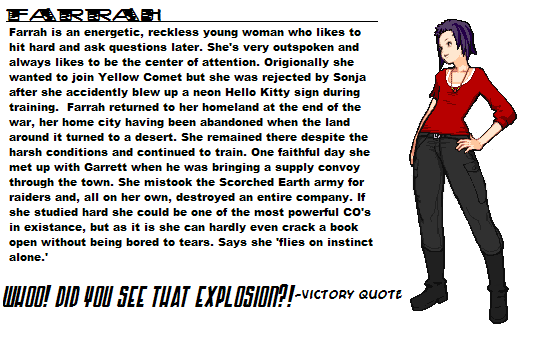 FARRAH
Farrah is an energetic, reckless young woman who likes to
hit hard and ask questions later. She's very outspoken and
always likes to be the center of attention. Origionally she
wanted to join Yellow Comet but she was rejected by Sonja
after she accidently blew up a neon Hello Kitty sign during
training.  Farrah returned to her homeland at the end of the
war, her home city having been abandoned when the land
around it turned to a desert. She remained there despite the
harsh conditions and continued to train. One faithful day she
met up with Garrett when he was bringing a supply convoy
through the town. She mistook the Scorched Earth army for
raiders and, all on her own, destroyed an entire company. If
she studied hard she could be one of the most powerful CO's
in existance, but as it is she can hardly even crack a book
open without being bored to tears. Says she 'flies on instinct
alone.'
WHOO! DID YOU SEE THAT EXPLOSION?!-VICTORY QUOTE